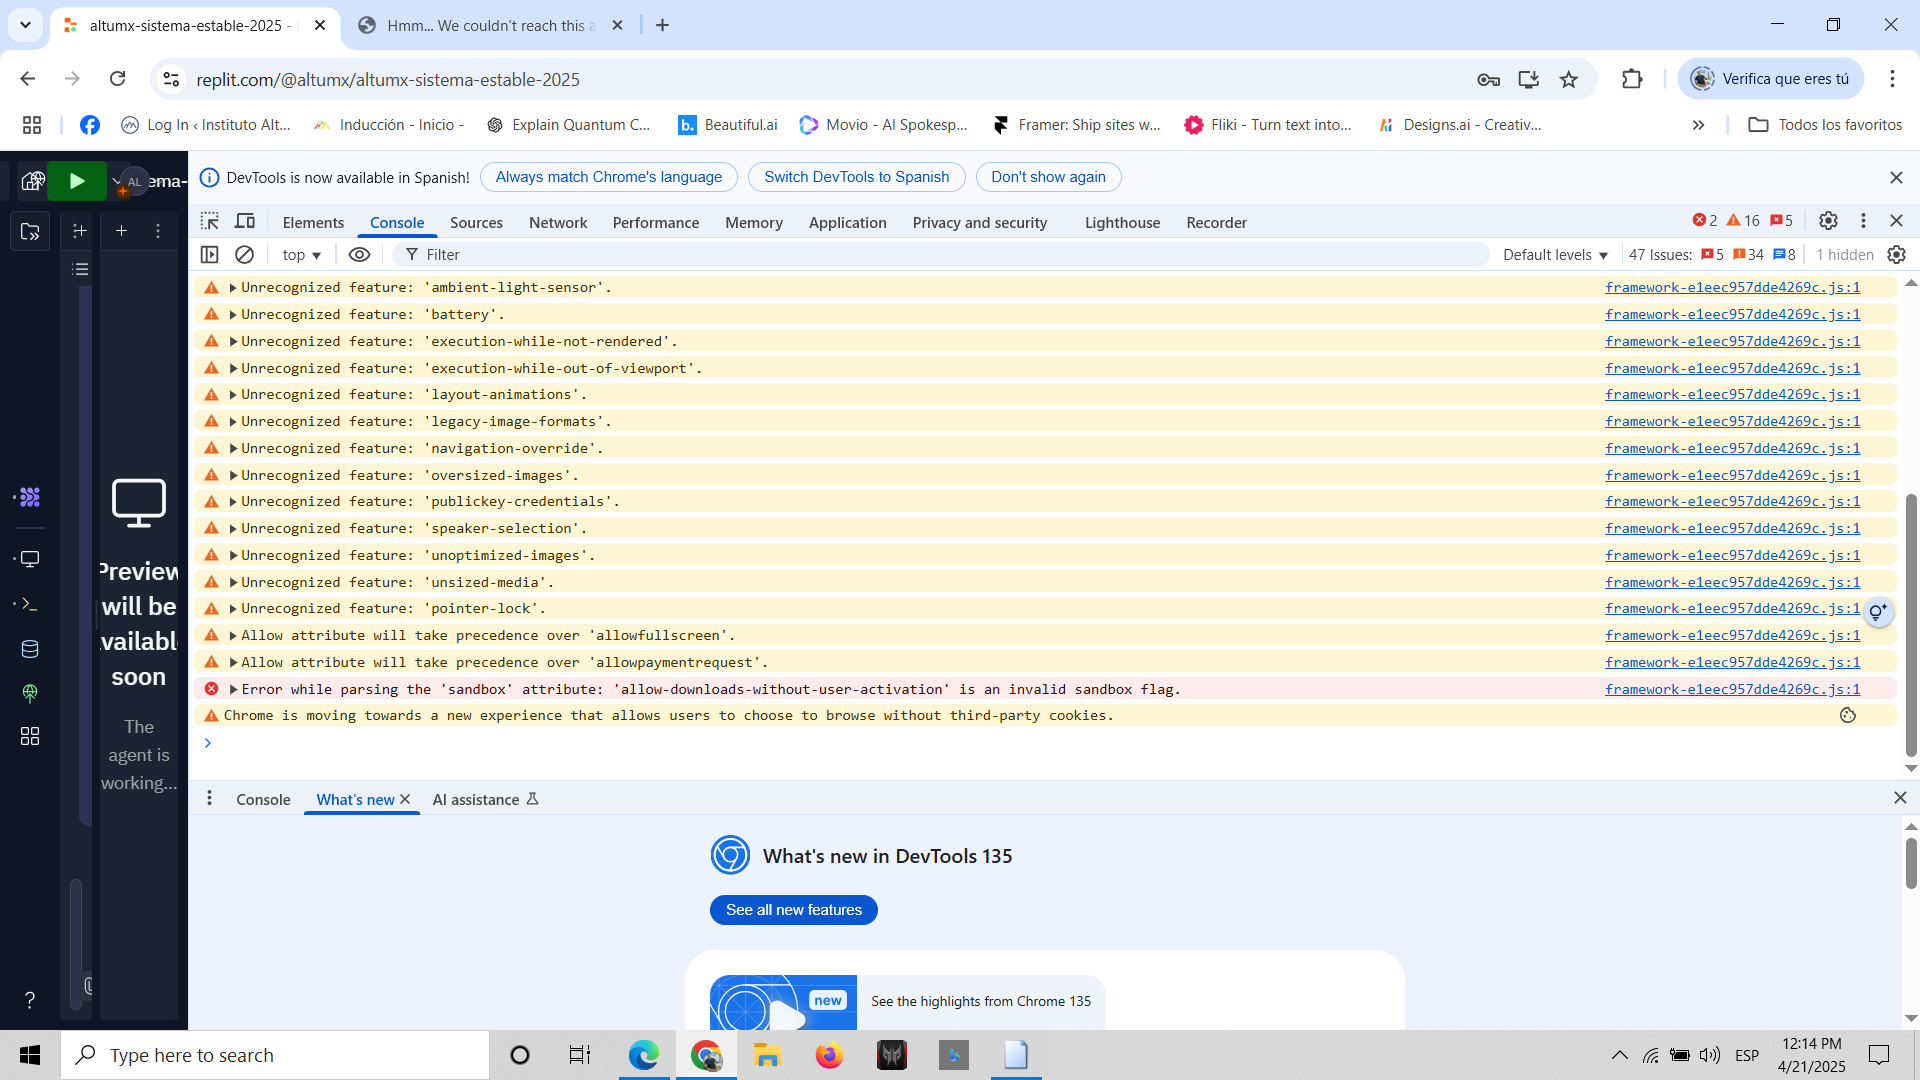 altumx-sistema-estable-2025 -
Hmm... We couldn't reach this a
replit.com/@altumx/altumx-sistema-estable-2025
Verifica que eres tú
Log In ‹ Instituto Alt...
Inducción - Inicio -
Explain Quantum C...
b.
Beautiful.ai
Movio - AI Spokesp...
Framer: Ship sites w...
Fliki - Turn text into...
Designs.ai - Creativ...
Todos los favoritos
AL
ema-
DevTools is now available in Spanish!
Always match Chrome's language
Switch DevTools to Spanish
Don't show again
Elements
Console
Sources
Network
Performance
Memory
Application
Privacy and security
Lighthouse
Recorder
2
16
5
top
Filter
Default levels
47 Issues:
5
34
8
1 hidden
Unrecognized feature: 'ambient-light-sensor'. framework-e1eec957dde4269c.js:1
Unrecognized feature: 'battery'. framework-e1eec957dde4269c.js:1
Unrecognized feature: 'execution-while-not-rendered'. framework-e1eec957dde4269c.js:1
Unrecognized feature: 'execution-while-out-of-viewport'. framework-e1eec957dde4269c.js:1
Unrecognized feature: 'layout-animations'. framework-e1eec957dde4269c.js:1
Unrecognized feature: 'legacy-image-formats'. framework-e1eec957dde4269c.js:1
Unrecognized feature: 'navigation-override'. framework-e1eec957dde4269c.js:1
Unrecognized feature: 'oversized-images'. framework-e1eec957dde4269c.js:1
Unrecognized feature: 'publickey-credentials'. framework-e1eec957dde4269c.js:1
Unrecognized feature: 'speaker-selection'. framework-e1eec957dde4269c.js:1
Unrecognized feature: 'unoptimized-images'. framework-e1eec957dde4269c.js:1
Unrecognized feature: 'unsized-media'. framework-e1eec957dde4269c.js:1
Unrecognized feature: 'pointer-lock'. framework-e1eec957dde4269c.js:1
Allow attribute will take precedence over 'allowfullscreen'. framework-e1eec957dde4269c.js:1
Allow attribute will take precedence over 'allowpaymentrequest'. framework-e1eec957dde4269c.js:1
Error while parsing the 'sandbox' attribute: 'allow-downloads-without-user-activation' is an invalid sandbox flag. framework-e1eec957dde4269c.js:1
Chrome is moving towards a new experience that allows users to choose to browse without third-party cookies.
Preview
will be
vailabl
soon
The
agent is
working...
Console
What's new
AI assistance
What's new in DevTools 135
See all new features
new
See the highlights from Chrome 135
Type here to search
ESP
12:14 PM
4/21/2025